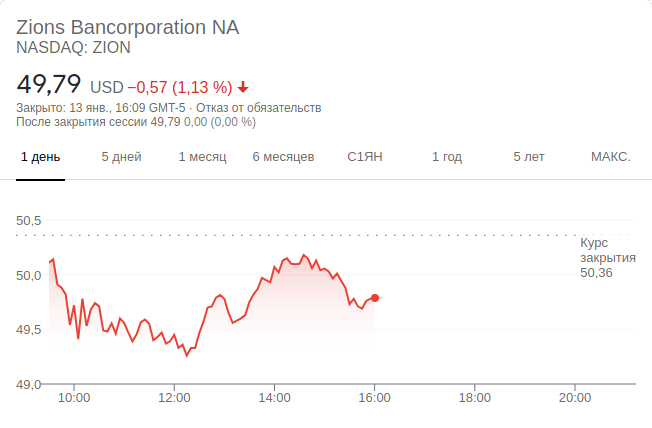 Zions Bancorporation NA
NASDAQ: ZION
49,79 USD −0,57 (1,13 %)
Закрыто: 13 янв., 16:09 GMT-5 · Отказ от обязательств
После закрытия сессии 49,79 0,00 (0,00 %)
1 день 5 дней 1 месяц 6 месяцев С1ЯН 1 год 5 лет МАКС.
50,5
Курс
закрытия
50,36
50,0
49,5
49,0
10:00 12:00 14:00 16:00 18:00 20:00